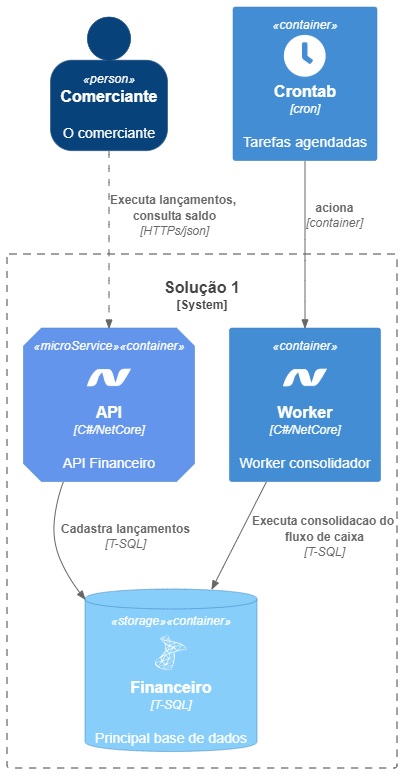 «person»
Comerciante
O comerciante
«container»
Crontab
[cron]
Tarefas agendadas
Executa lançamentos,
consulta saldo
[HTTPs/json]
aciona
[container]
Solução 1
[System]
«microService»«container»
API
[C#/NetCore]
API Financeiro
«container»
Worker
[C#/NetCore]
Worker consolidador
Cadastra lançamentos
[T-SQL]
Executa consolidacao do
fluxo de caixa
[T-SQL]
«storage»«container»
Financeiro
[T-SQL]
Principal base de dados